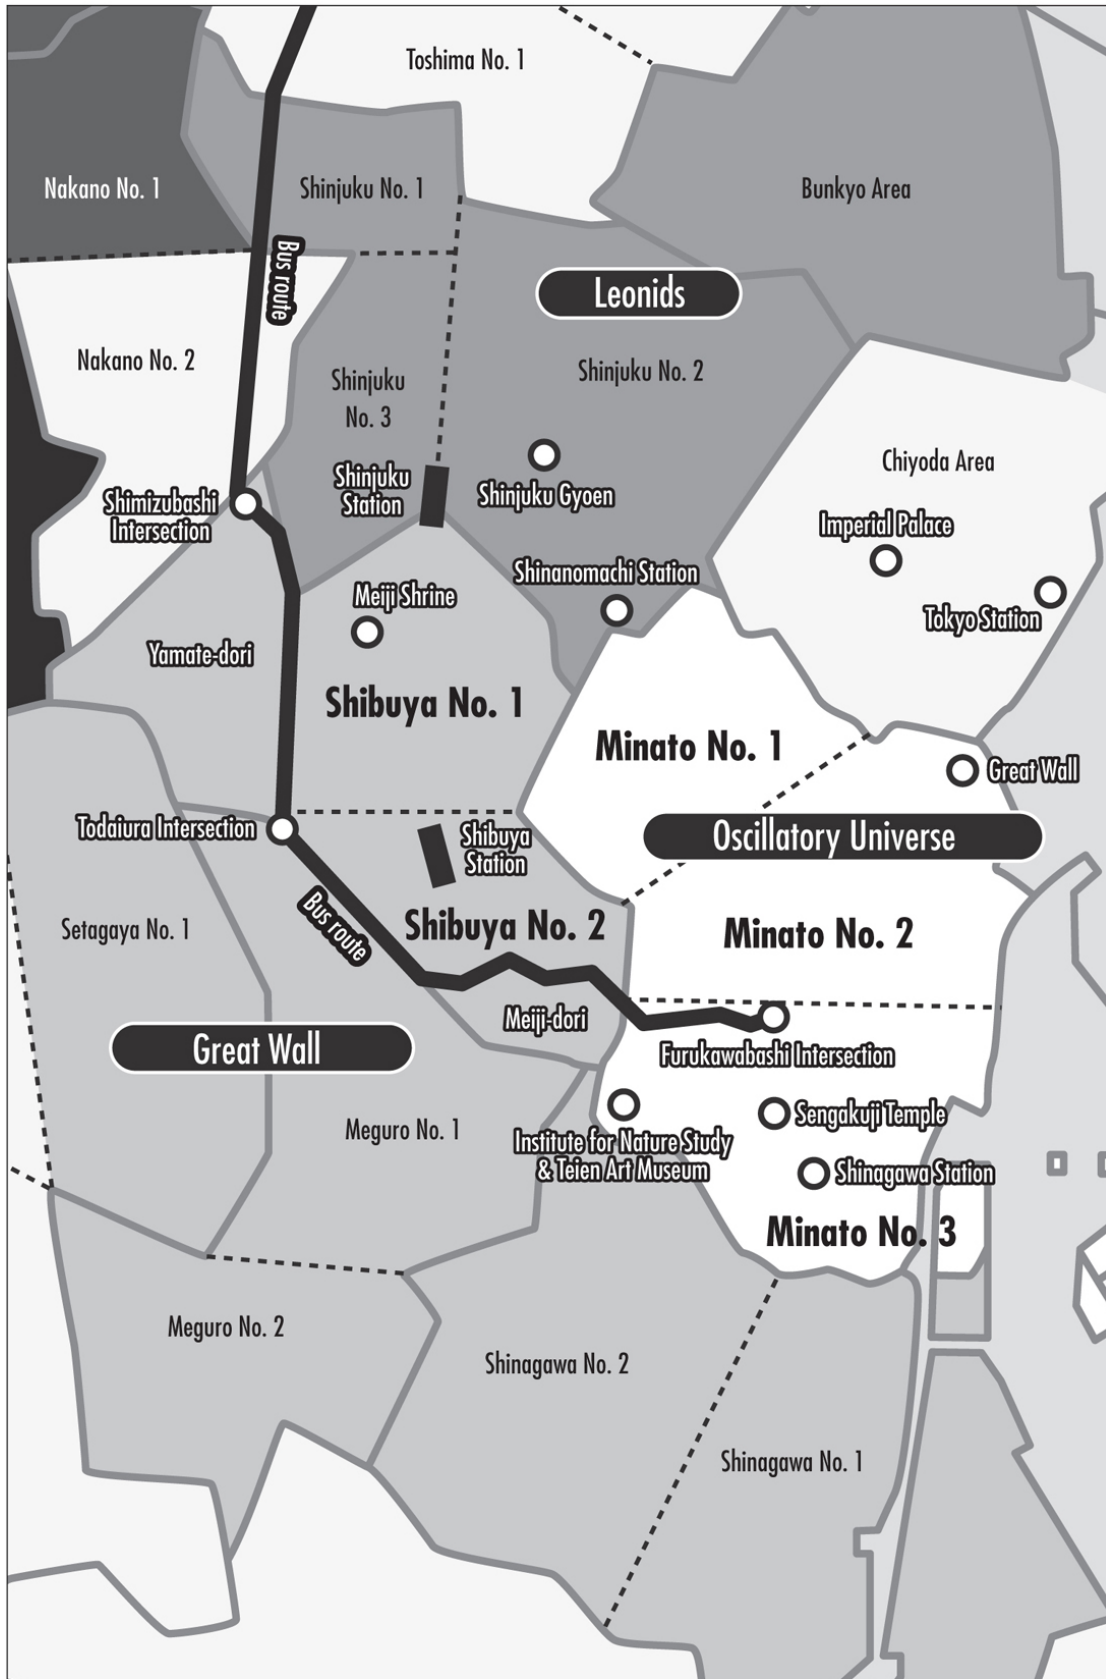 Toshima No. 1
Nakano No. 1
Shinjuku No. 1
Bunkyo Area
Bus route
Leonids
Nakano No. 2
Shinjuku
No. 3
Shinjuku No. 2
Chiyoda Area
Shinjuku
Station
Shinjuku Gyoen
Shimizubashi
Intersection
Imperial Palace
Shinanomachi Station
Meiji Shrine
Tokyo Station
Yamate-dori
Shibuya No. 1
Minato No. 1
Great Wall
Todaiura Intersection
Shibuya
Station
Oscillatory Universe
Setagaya No. 1
Bus route
Shibuya No. 2
Minato No. 2
Meiji-dori
Great Wall
Furukawabashi Intersection
Meguro No. 1
Institute for Nature Study
& Teien Art Museum
Sengakuji Temple
Shinagawa Station
Minato No. 3
Meguro No. 2
Shinagawa No. 2
Shinagawa No. 1